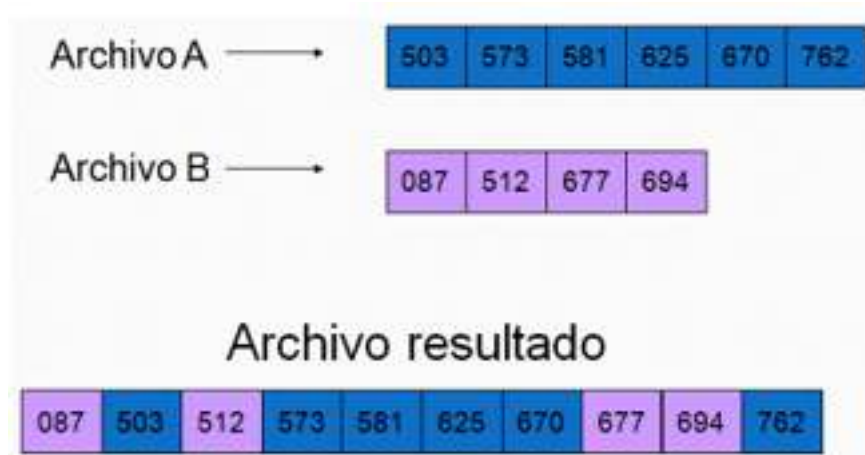 Archivo A 503 573 581 625 670 762
Archivo B 087 512 677 694
Archivo resultado
087 503 512 573 581 625 670 677 694 762